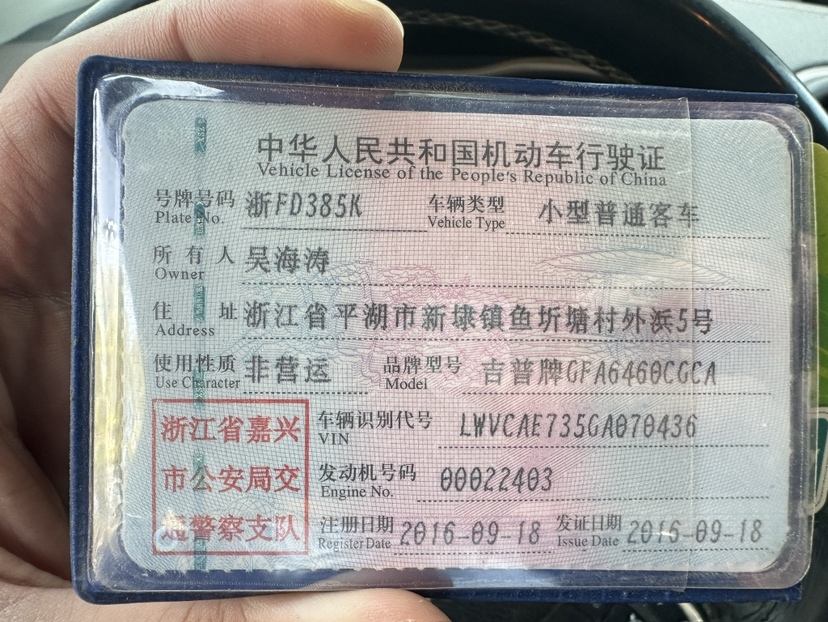 中华人民共和国机动车行驶证
Vehicle License of the People's Republic of China
号牌号码 浙FD385K 车辆类型 小型普通客车
Plate No. Vehicle Type
所有人 吴海涛
Owner
住址 浙江省平湖市新埭镇鱼圻塘村外浜5号
Address
使用性质 非营运 品牌型号 吉普牌GFA6460CGCA
Use Character Model
浙江省嘉兴
市公安局交
通警察支队
车辆识别代号 LWVCAE735GA070436
VIN
发动机号码 00022403
Engine No.
注册日期 2016-09-18 发证日期 2016-09-18
Register Date Issue Date